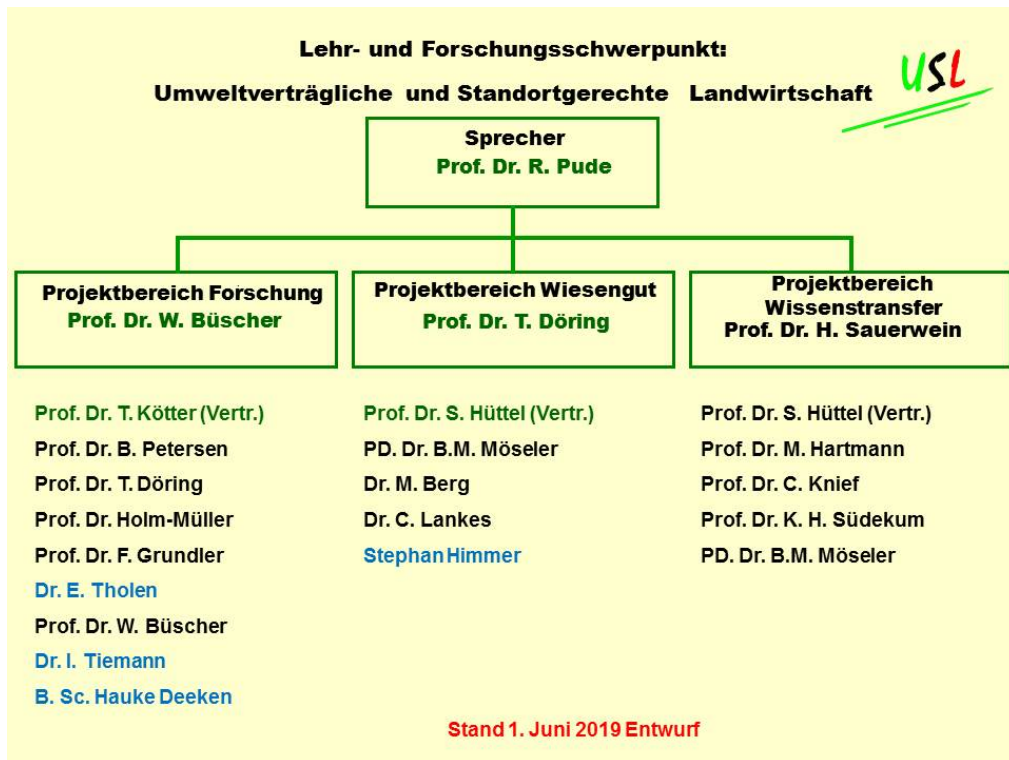 Lehr- und Forschungsschwerpunkt:
Umweltverträgliche und Standortgerechte Landwirtschaft
USL
Sprecher
Prof. Dr. R. Pude
Projektbereich Forschung
Prof. Dr. W. Büscher
Projektbereich Wiesengut
Prof. Dr. T. Döring
Projektbereich
Wissenstransfer
Prof. Dr. H. Sauerwein
Prof. Dr. T. Kötter (Vertr.)
Prof. Dr. B. Petersen
Prof. Dr. T. Döring
Prof. Dr. Holm-Müller
Prof. Dr. F. Grundler
Dr. E. Tholen
Prof. Dr. W. Büscher
Dr. I. Tiemann
B. Sc. Hauke Deeken
Prof. Dr. S. Hüttel (Vertr.)
PD. Dr. B.M. Möseler
Dr. M. Berg
Dr. C. Lankes
Stephan Himmer
Prof. Dr. S. Hüttel (Vertr.)
Prof. Dr. M. Hartmann
Prof. Dr. C. Knief
Prof. Dr. K. H. Südekum
PD. Dr. B.M. Möseler
Stand 1. Juni 2019 Entwurf